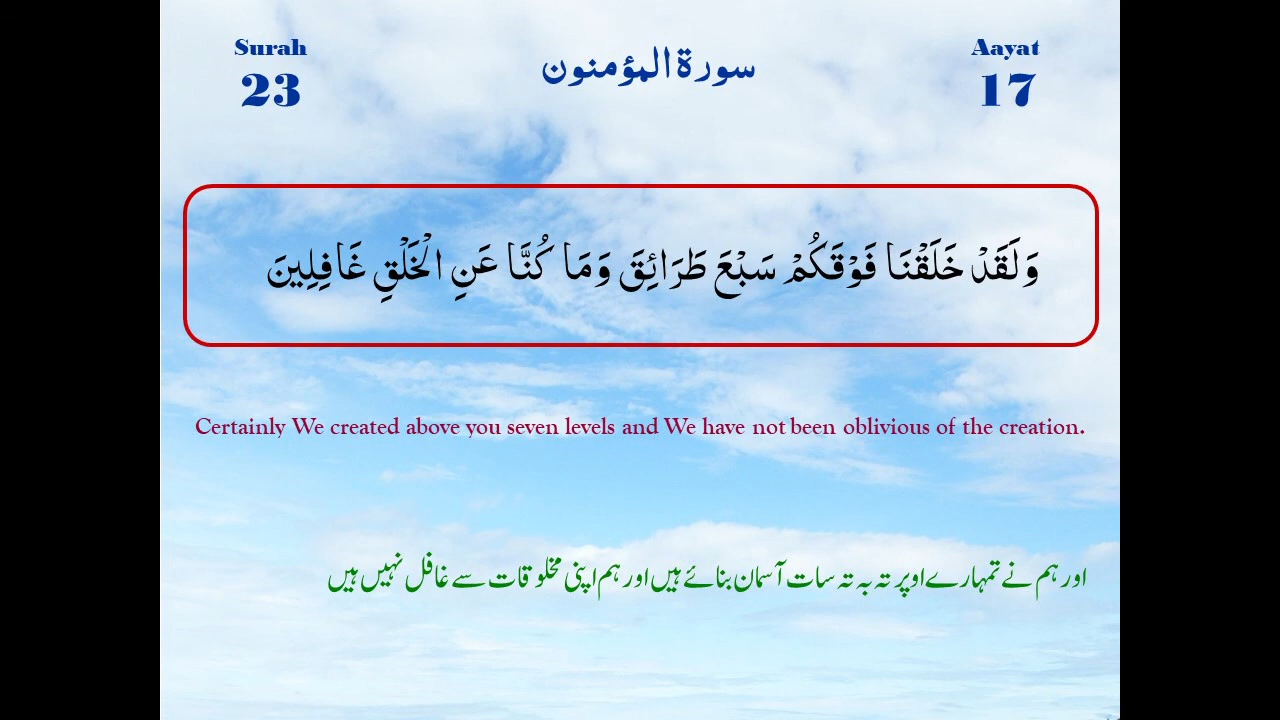 Surah
23
سورة المؤمنون
Aayat
17
وَلَقَدْ خَلَقْنَا فَوْقَكُمْ سَبْعَ طَرَائِقَ وَمَا كُنَّا عَنِ الْخَلْقِ غَافِلِينَ
Certainly We created above you seven levels and We have not been oblivious of the creation.
اور ہم نے تمہارے اوپر تہ بہ تہ سات آسمان بنائے ہیں اور ہم اپنی مخلوقات سے غافل نہیں ہیں